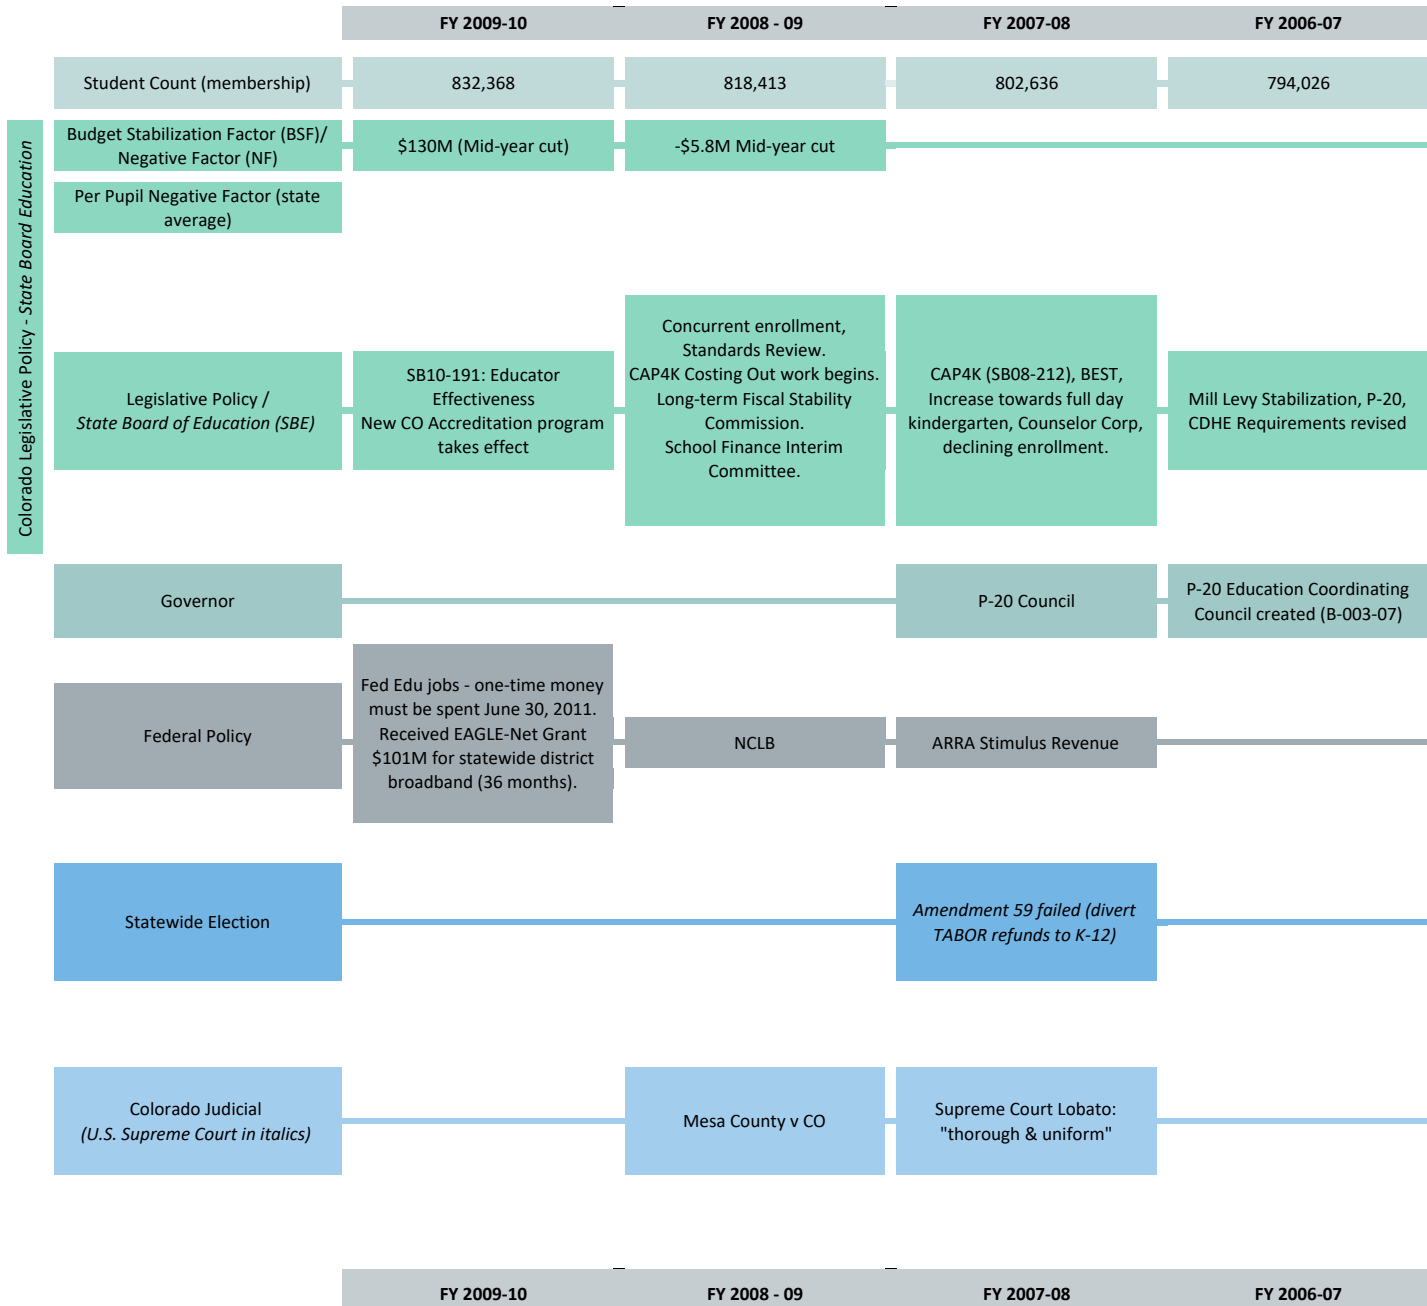 FY 2009-10
FY 2008 - 09
FY 2007-08
FY 2006-07
Student Count (membership)
832,368
818,413
802,636
794,026
Colorado Legislative Policy - State Board Education
Budget Stabilization Factor (BSF)/
Negative Factor (NF)
$130M (Mid-year cut)
-$5.8M Mid-year cut
Per Pupil Negative Factor (state
average)
Legislative Policy /
State Board of Education (SBE)
SB10-191: Educator
Effectiveness
New CO Accreditation program
takes effect
Concurrent enrollment,
Standards Review.
CAP4K Costing Out work begins.
Long-term Fiscal Stability
Commission.
School Finance Interim
Committee.
CAP4K (SB08-212), BEST,
Increase towards full day
kindergarten, Counselor Corp,
declining enrollment.
Mill Levy Stabilization, P-20,
CDHE Requirements revised
Governor
P-20 Council
P-20 Education Coordinating
Council created (B-003-07)
Federal Policy
Fed Edu jobs - one-time money
must be spent June 30, 2011.
Received EAGLE-Net Grant
$101M for statewide district
broadband (36 months).
NCLB
ARRA Stimulus Revenue
Statewide Election
Amendment 59 failed (divert
TABOR refunds to K-12)
Colorado Judicial
(U.S. Supreme Court in italics)
Mesa County v CO
Supreme Court Lobato:
"thorough & uniform"
FY 2009-10
FY 2008 - 09
FY 2007-08
FY 2006-07